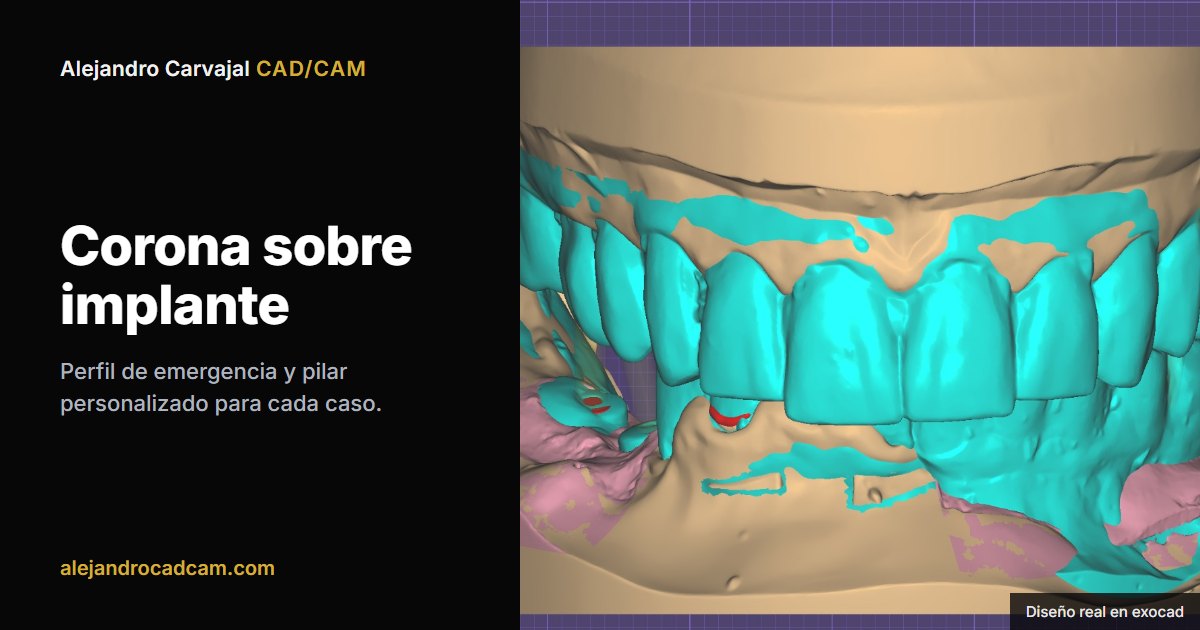 Alejandro Carvajal CAD/CAM
Corona sobre
implante
Perfil de emergencia y pilar
personalizado para cada caso.
alejandrocadcam.com
Diseño real en exocad